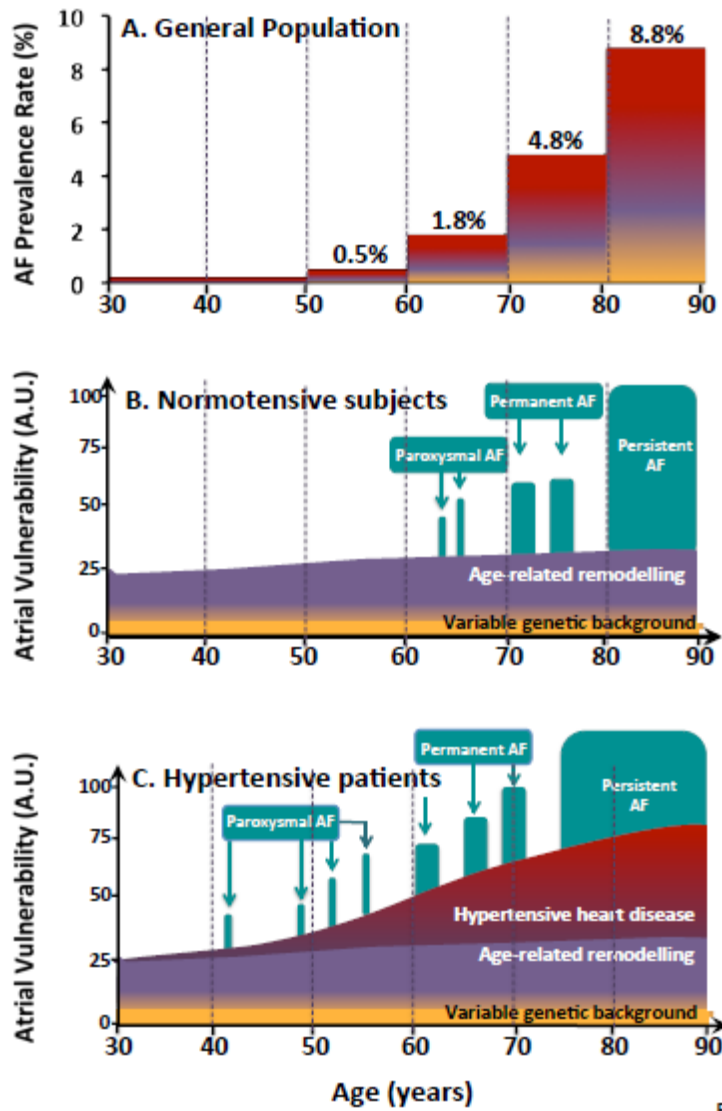 A. General Population
AF Prevalence Rate (%)
10
8
6
4
2
0
0.5%
1.8%
4.8%
8.8%
30 40 50 60 70 80 90
B. Normotensive subjects
Atrial Vulnerability (A.U.)
100
75
50
25
0
Paroxysmal AF
Permanent AF
Persistent
AF
Age-related remodelling
Variable genetic background
30 40 50 60 70 80 90
C. Hypertensive patients
Atrial Vulnerability (A.U.)
100
75
50
25
0
Paroxysmal AF
Permanent AF
Persistent
AF
Hypertensive heart disease
Age-related remodelling
Variable genetic background
30 40 50 60 70 80 90
Age (years)